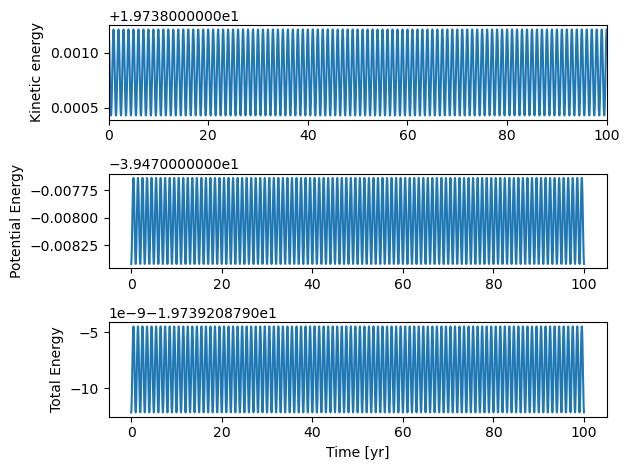 +1.9738000000e1
Kinetic energy
0.0010
0.0005
0 20 40 60 80 100
−3.9470000000e1
Potential Energy
−0.00775
−0.00800
−0.00825
0 20 40 60 80 100
1e−9−1.9739208790e1
Total Energy
−5
−10
0 20 40 60 80 100
Time [yr]